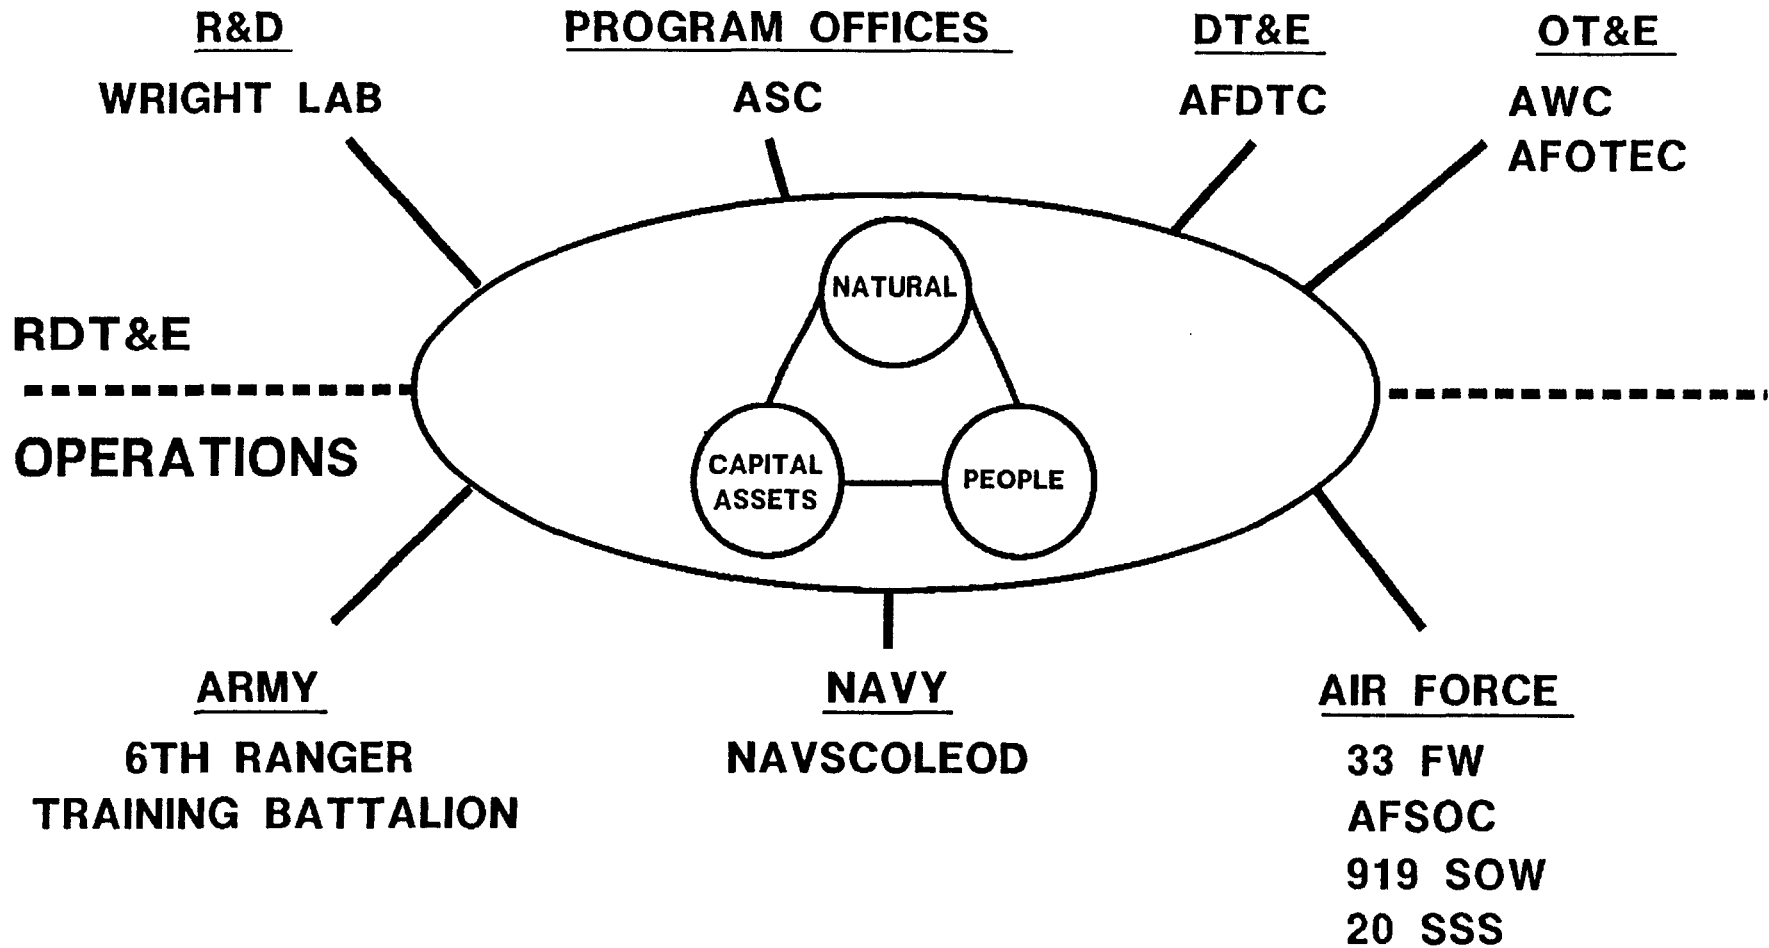 R&D
PROGRAM OFFICES
DT&E
OT&E
WRIGHT LAB
ASC
AFDTC
AWC
AFOTEC
NATURAL
RDT&E
OPERATIONS
CAPITAL
ASSETS
PEOPLE
ARMY
NAVY
AIR FORCE
6TH RANGER
TRAINING BATTALION
NAVSCOLEOD
33 FW
AFSOC
919 SOW
20 SSS